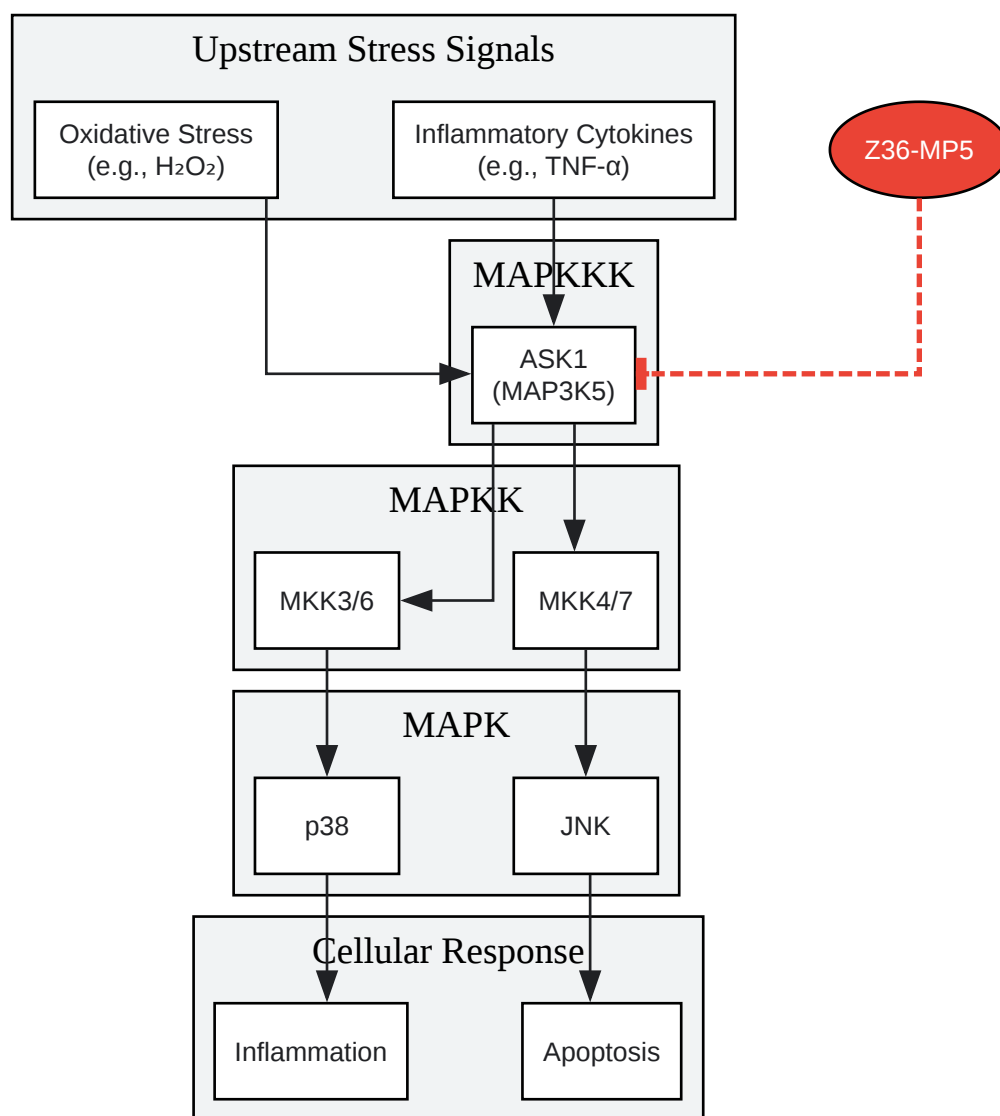 Upstream Stress Signals
Oxidative Stress
(e.g., H₂O₂)
Inflammatory Cytokines
(e.g., TNF-α)
Z36-MP5
MAPKKK
ASK1
(MAP3K5)
MAPKK
MKK3/6
MKK4/7
MAPK
p38
JNK
Cellular Response
Inflammation
Apoptosis